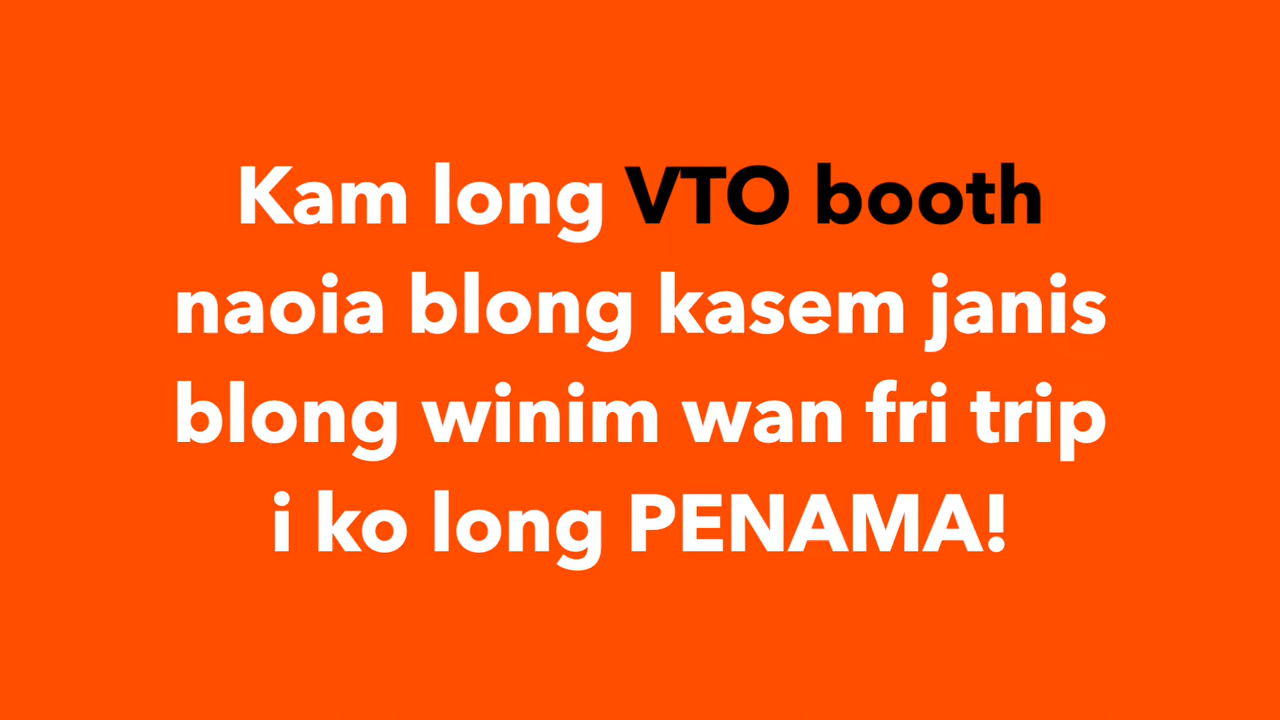 Kam long VTO booth
naoia blong kasem janis
blong winim wan fri trip
i ko long PENAMA!